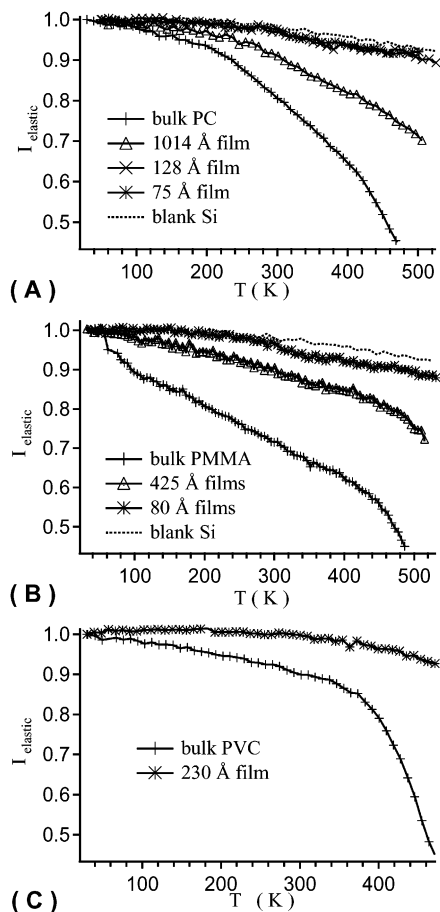 1.0
0.9
0.8
0.7
0.6
0.5
I elastic
bulk PC
1014 Å film
128 Å film
75 Å film
blank Si
100 200 300 400 500
T ( K )
( A )
1.0
0.9
0.8
0.7
0.6
0.5
I elastic
bulk PMMA
425 Å films
80 Å films
blank Si
100 200 300 400 500
T ( K )
( B )
1.0
0.9
0.8
0.7
0.6
0.5
I elastic
bulk PVC
230 Å film
100 200 300 400
T (K)
( C )